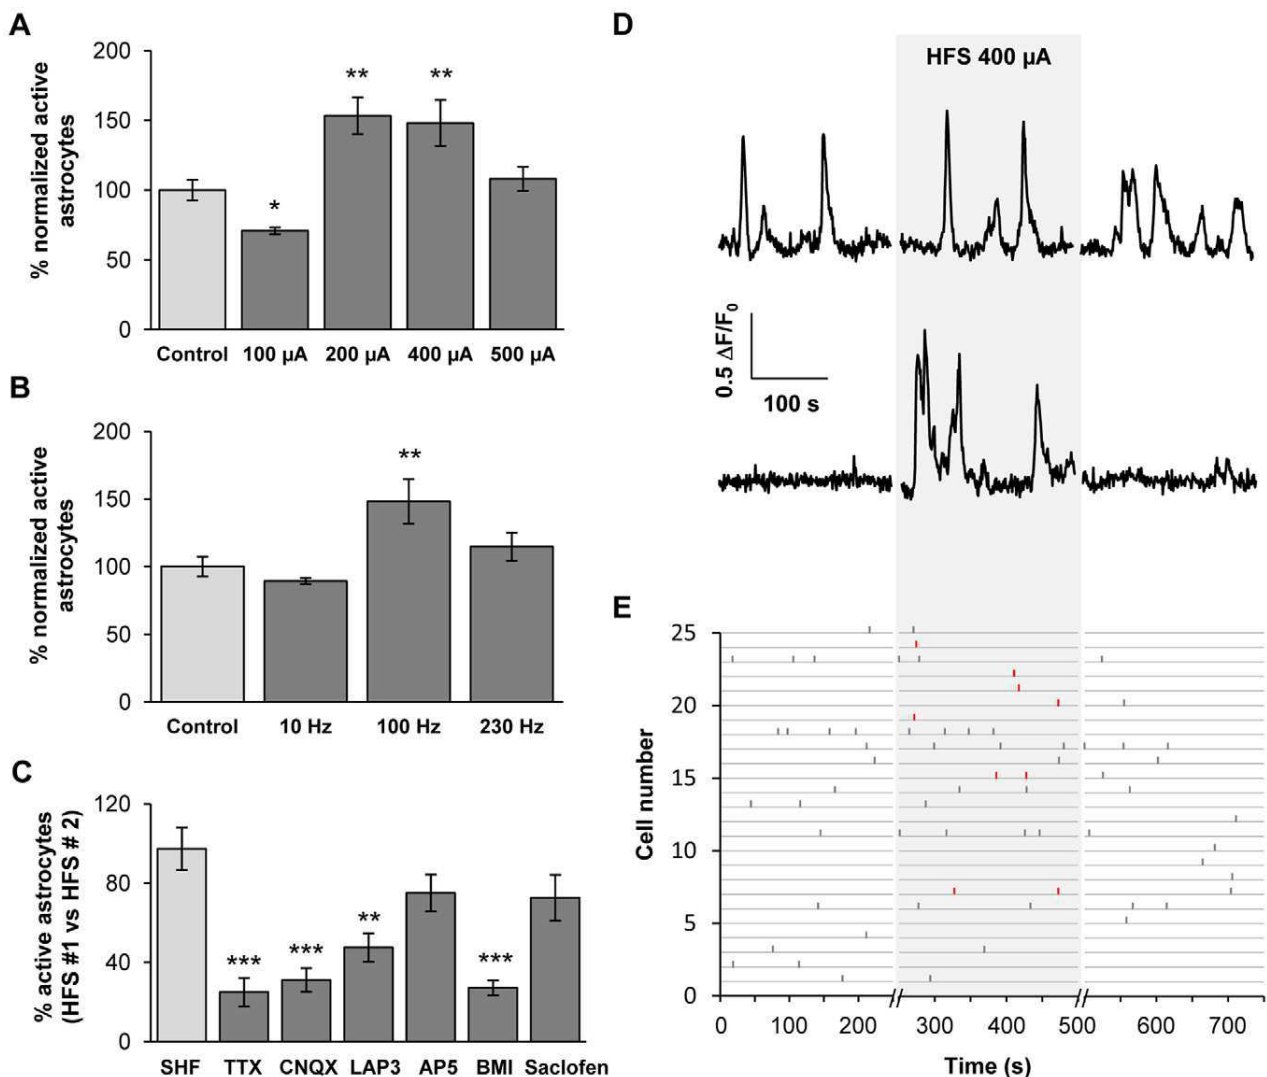 A
% normalized active
astrocytes
200
150
100
50
0
*
**
**
Control 100 µA 200 µA 400 µA 500 µA
B
% normalized active
astrocytes
200
150
100
50
0
**
Control 10 Hz 100 Hz 230 Hz
C
% active astrocytes
(HFS #1 vs HFS # 2)
120
80
40
0
***
***
**
***
SHF TTX CNQX LAP3 AP5 BMI Saclofen
D
HFS 400 µA
0.5 ΔF/F0
100 s
E
Cell number
25
20
15
10
5
0
0 100 200 300 400 500 600 700
Time (s)